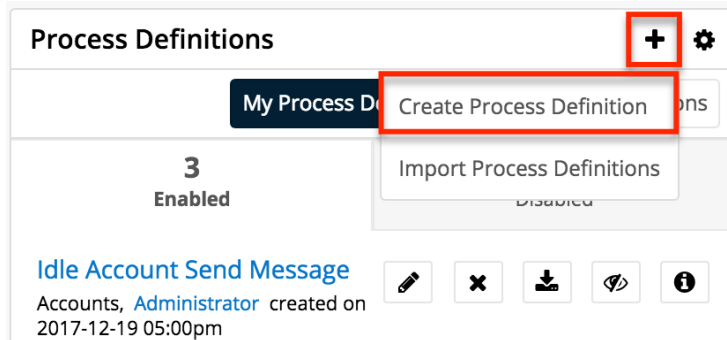 Process Definitions
My Process D
Create Process Definition
ons
Import Process Definitions
3
Enabled
Disabled
Idle Account Send Message
Accounts, Administrator created on
2017-12-19 05:00pm